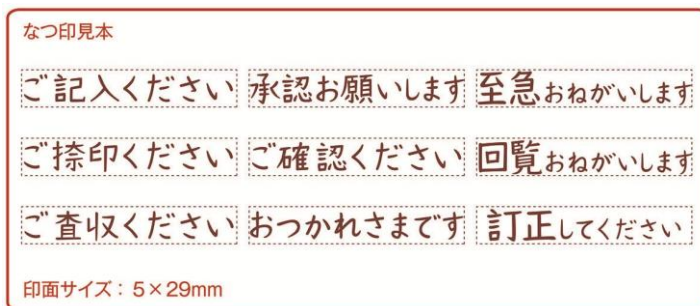 なつ印見本
ご記入ください 承認お願いします 至急おねがいします
ご捺印ください ご確認ください 回覧おねがいします
ご査収ください おつかれさまです 訂正してください
印面サイズ：5×29mm